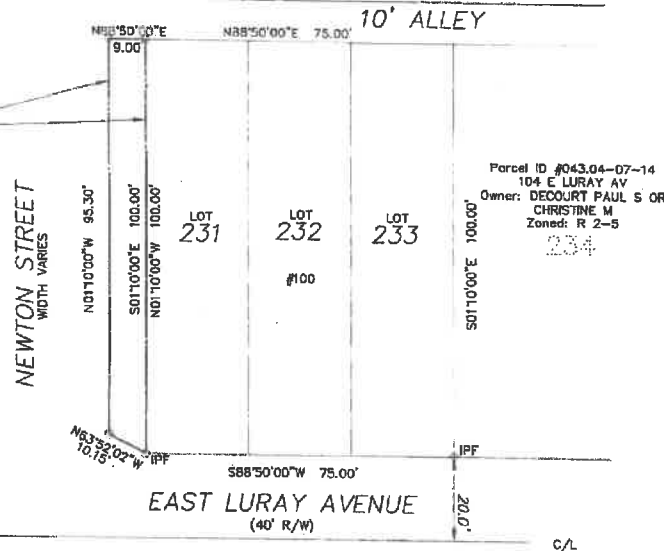 10' ALLEY
N88°50'00"E
9.00'
N88°50'00"E 75.00'
NEWTON STREET
WIDTH VARIES
N01°10'00"W 95.30'
S01°10'00"E 100.00'
N01°10'00"W 100.00'
LOT
231
LOT
232
#100
LOT
233
S01°10'00"E 100.00'
Parcel ID #043.04-07-14
104 E LURAY AV
Owner: DECOURT PAUL S OR
CHRISTINE M
Zoned: R 2-5
234
N63°52'02"W
10.15'
IPF
S88°50'00"W 75.00'
IPF
EAST LURAY AVENUE
(40' R/W)
20.0'
C/L